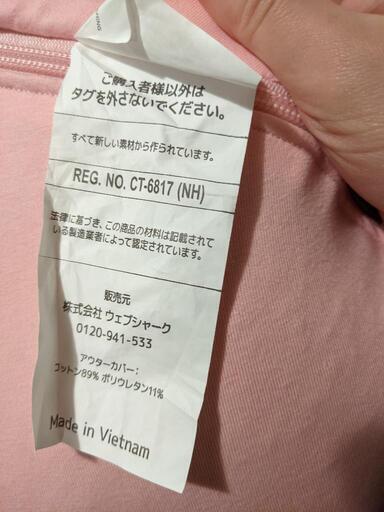 ご購入者様以外は
タグを外さないでください。
すべて新しい素材から作られています。
REG. NO. CT-6817 (NH)
法律に基づき、この商品の材料は記載されて
いる製造業者によって認定されています。
販売元
株式会社 ウェブシャーク
0120-941-533
アウターカバー:
コットン89% ポリウレタン11%
Made in Vietnam